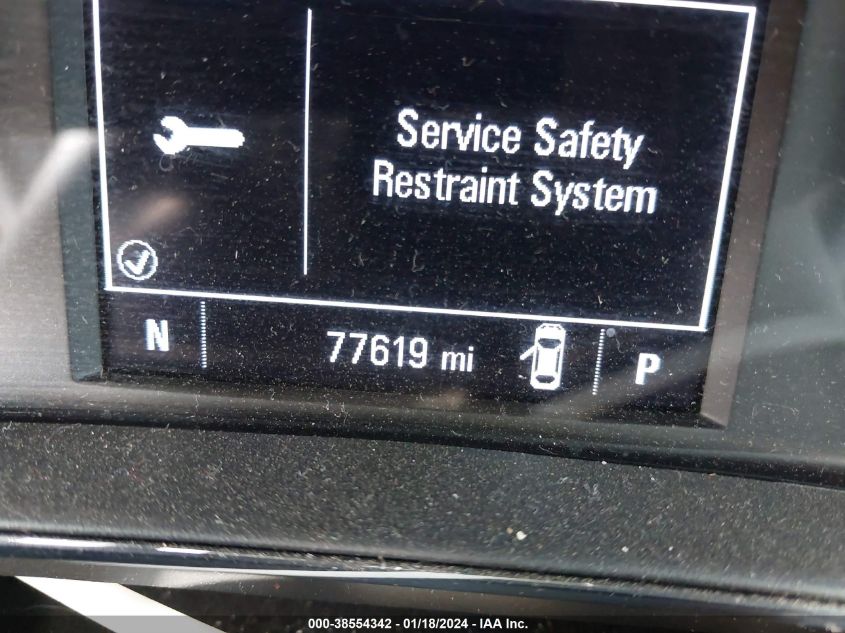 Service Safety
Restraint System
N 77619 mi P
000-38554342 - 01/18/2024 - IAA Inc.